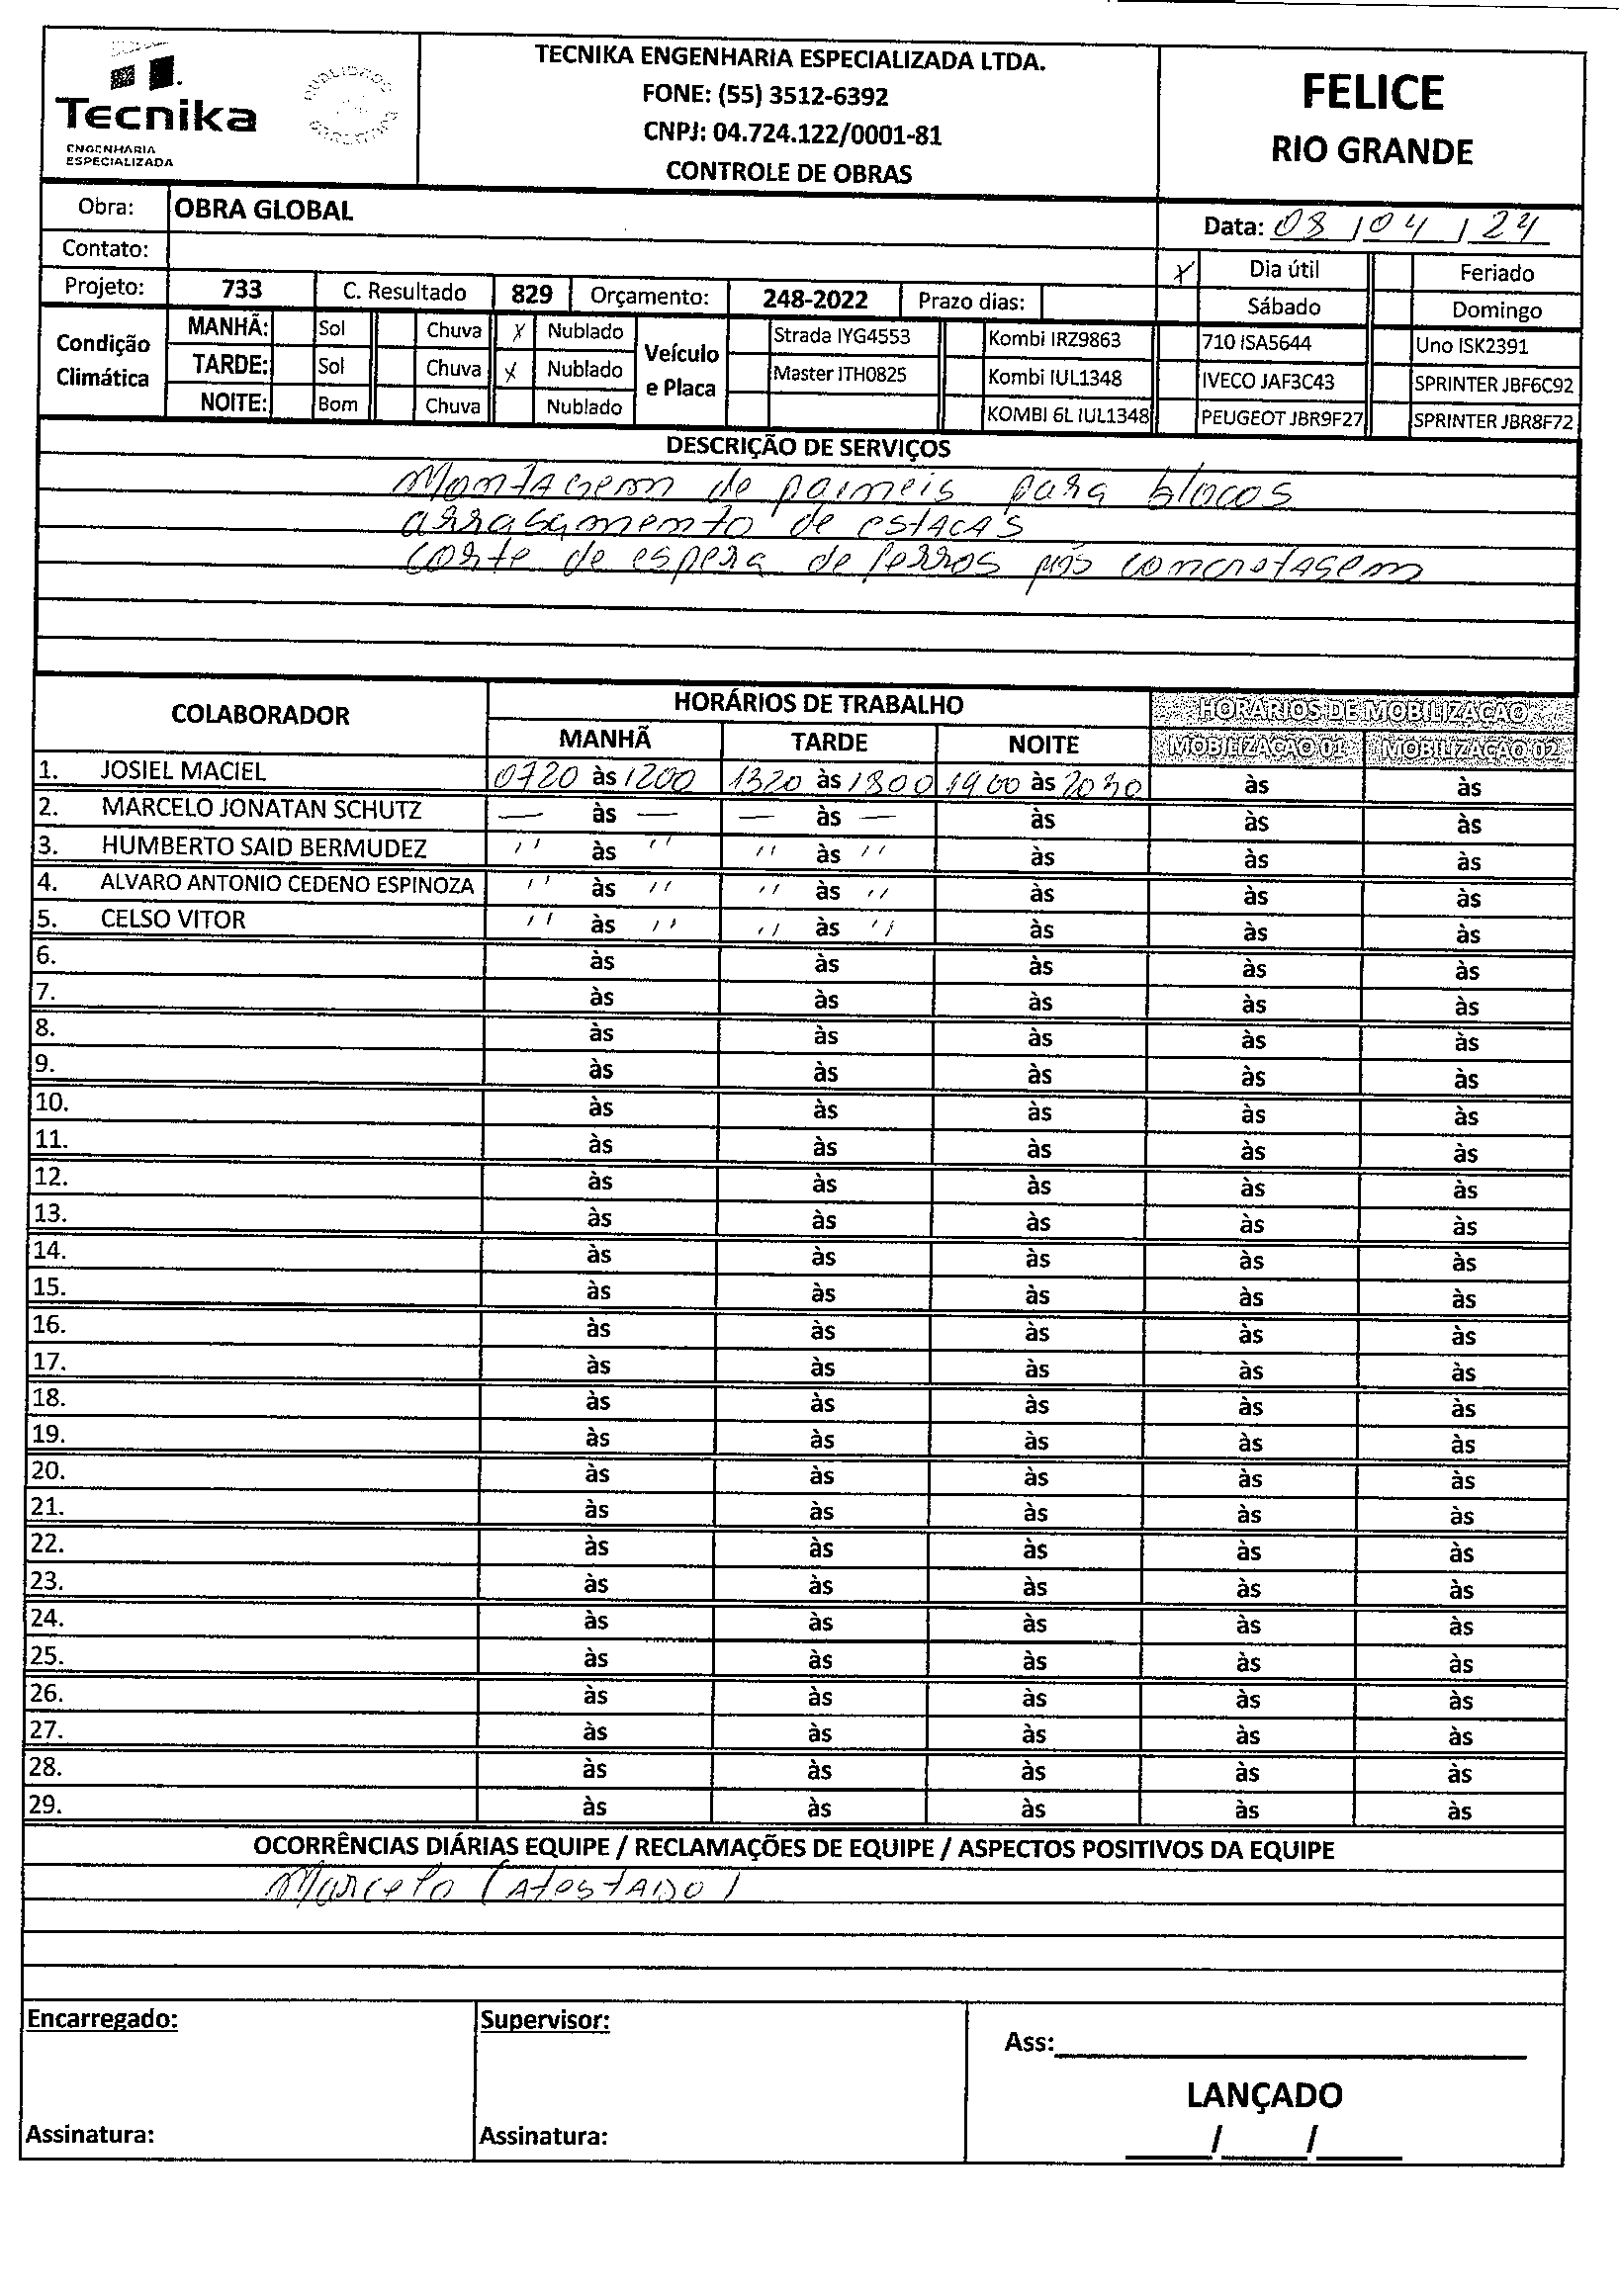 Tecnika
ENGENHARIA
ESPECIALIZADA
TECNIKA ENGENHARIA ESPECIALIZADA LTDA.
FONE: (55) 3512-6392
CNPJ: 04.724.122/0001-81
CONTROLE DE OBRAS
FELICE
RIO GRANDE
Obra: OBRA GLOBAL
Data: 08/04/24
Contato:
X Dia útil Feriado
Projeto: 733 C. Resultado 829 Orçamento: 248-2022 Prazo dias:
Sábado Domingo
Condição Climática
MANHÃ: Sol Chuva X Nublado
TARDE: Sol Chuva X Nublado
NOITE: Bom Chuva Nublado
Veículo e Placa
Strada IYG4553 Kombi IRZ9863 710 ISA5644 Uno ISK2391
Master ITH0825 Kombi IUL1348 IVECO JAF3C43 SPRINTER JBF6C92
KOMBI 6L IUL1348 PEUGEOT JBR9F27 SPRINTER JBR8F72
DESCRIÇÃO DE SERVIÇOS
Montagem de paineis para blocos
arrasamento de estacas
corte de espera de ferros pós concretagem
COLABORADOR HORÁRIOS DE TRABALHO HORÁRIOS DE MOBILIZAÇÃO
MANHÃ TARDE NOITE MOBILIZAÇÃO 01 MOBILIZAÇÃO 02
1. JOSIEL MACIEL 0720 às 1200 1320 às 1800 1900 às 2030 às às
2. MARCELO JONATAN SCHUTZ — às — — às — às às às
3. HUMBERTO SAID BERMUDEZ '' às '' '' às '' às às às
4. ALVARO ANTONIO CEDENO ESPINOZA '' às '' '' às '' às às às
5. CELSO VITOR '' às '' '' às '' às às às
6. às às às às às
7. às às às às às
8. às às às às às
9. às às às às às
10. às às às às às
11. às às às às às
12. às às às às às
13. às às às às às
14. às às às às às
15. às às às às às
16. às às às às às
17. às às às às às
18. às às às às às
19. às às às às às
20. às às às às às
21. às às às às às
22. às às às às às
23. às às às às às
24. às às às às às
25. às às às às às
26. às às às às às
27. às às às às às
28. às às às às às
29. às às às às às
OCORRÊNCIAS DIÁRIAS EQUIPE / RECLAMAÇÕES DE EQUIPE / ASPECTOS POSITIVOS DA EQUIPE
Marcelo (Atestado)
Encarregado: Supervisor:
Ass:
LANÇADO
Assinatura: Assinatura:
/ /